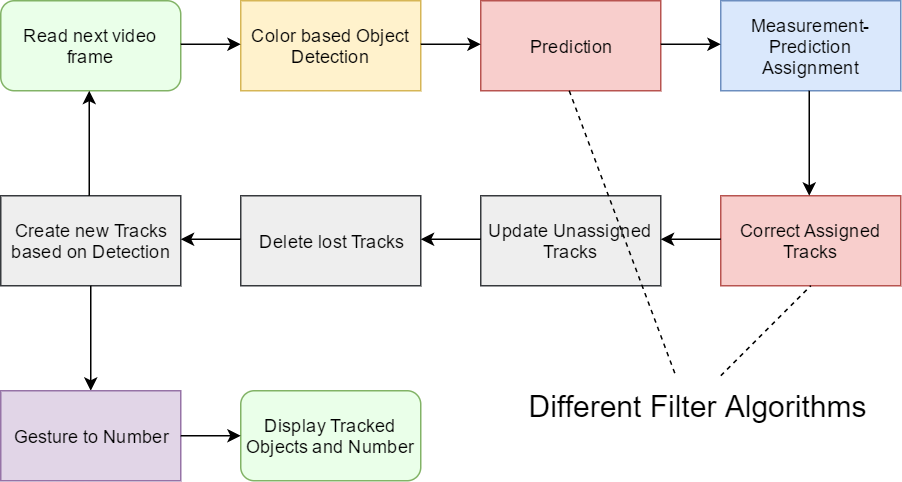 Read next video
frame
Color based Object
Detection
Prediction
Measurement-
Prediction
Assignment
Correct Assigned
Tracks
Update Unassigned
Tracks
Delete lost Tracks
Create new Tracks
based on Detection
Gesture to Number
Display Tracked
Objects and Number
Different Filter Algorithms